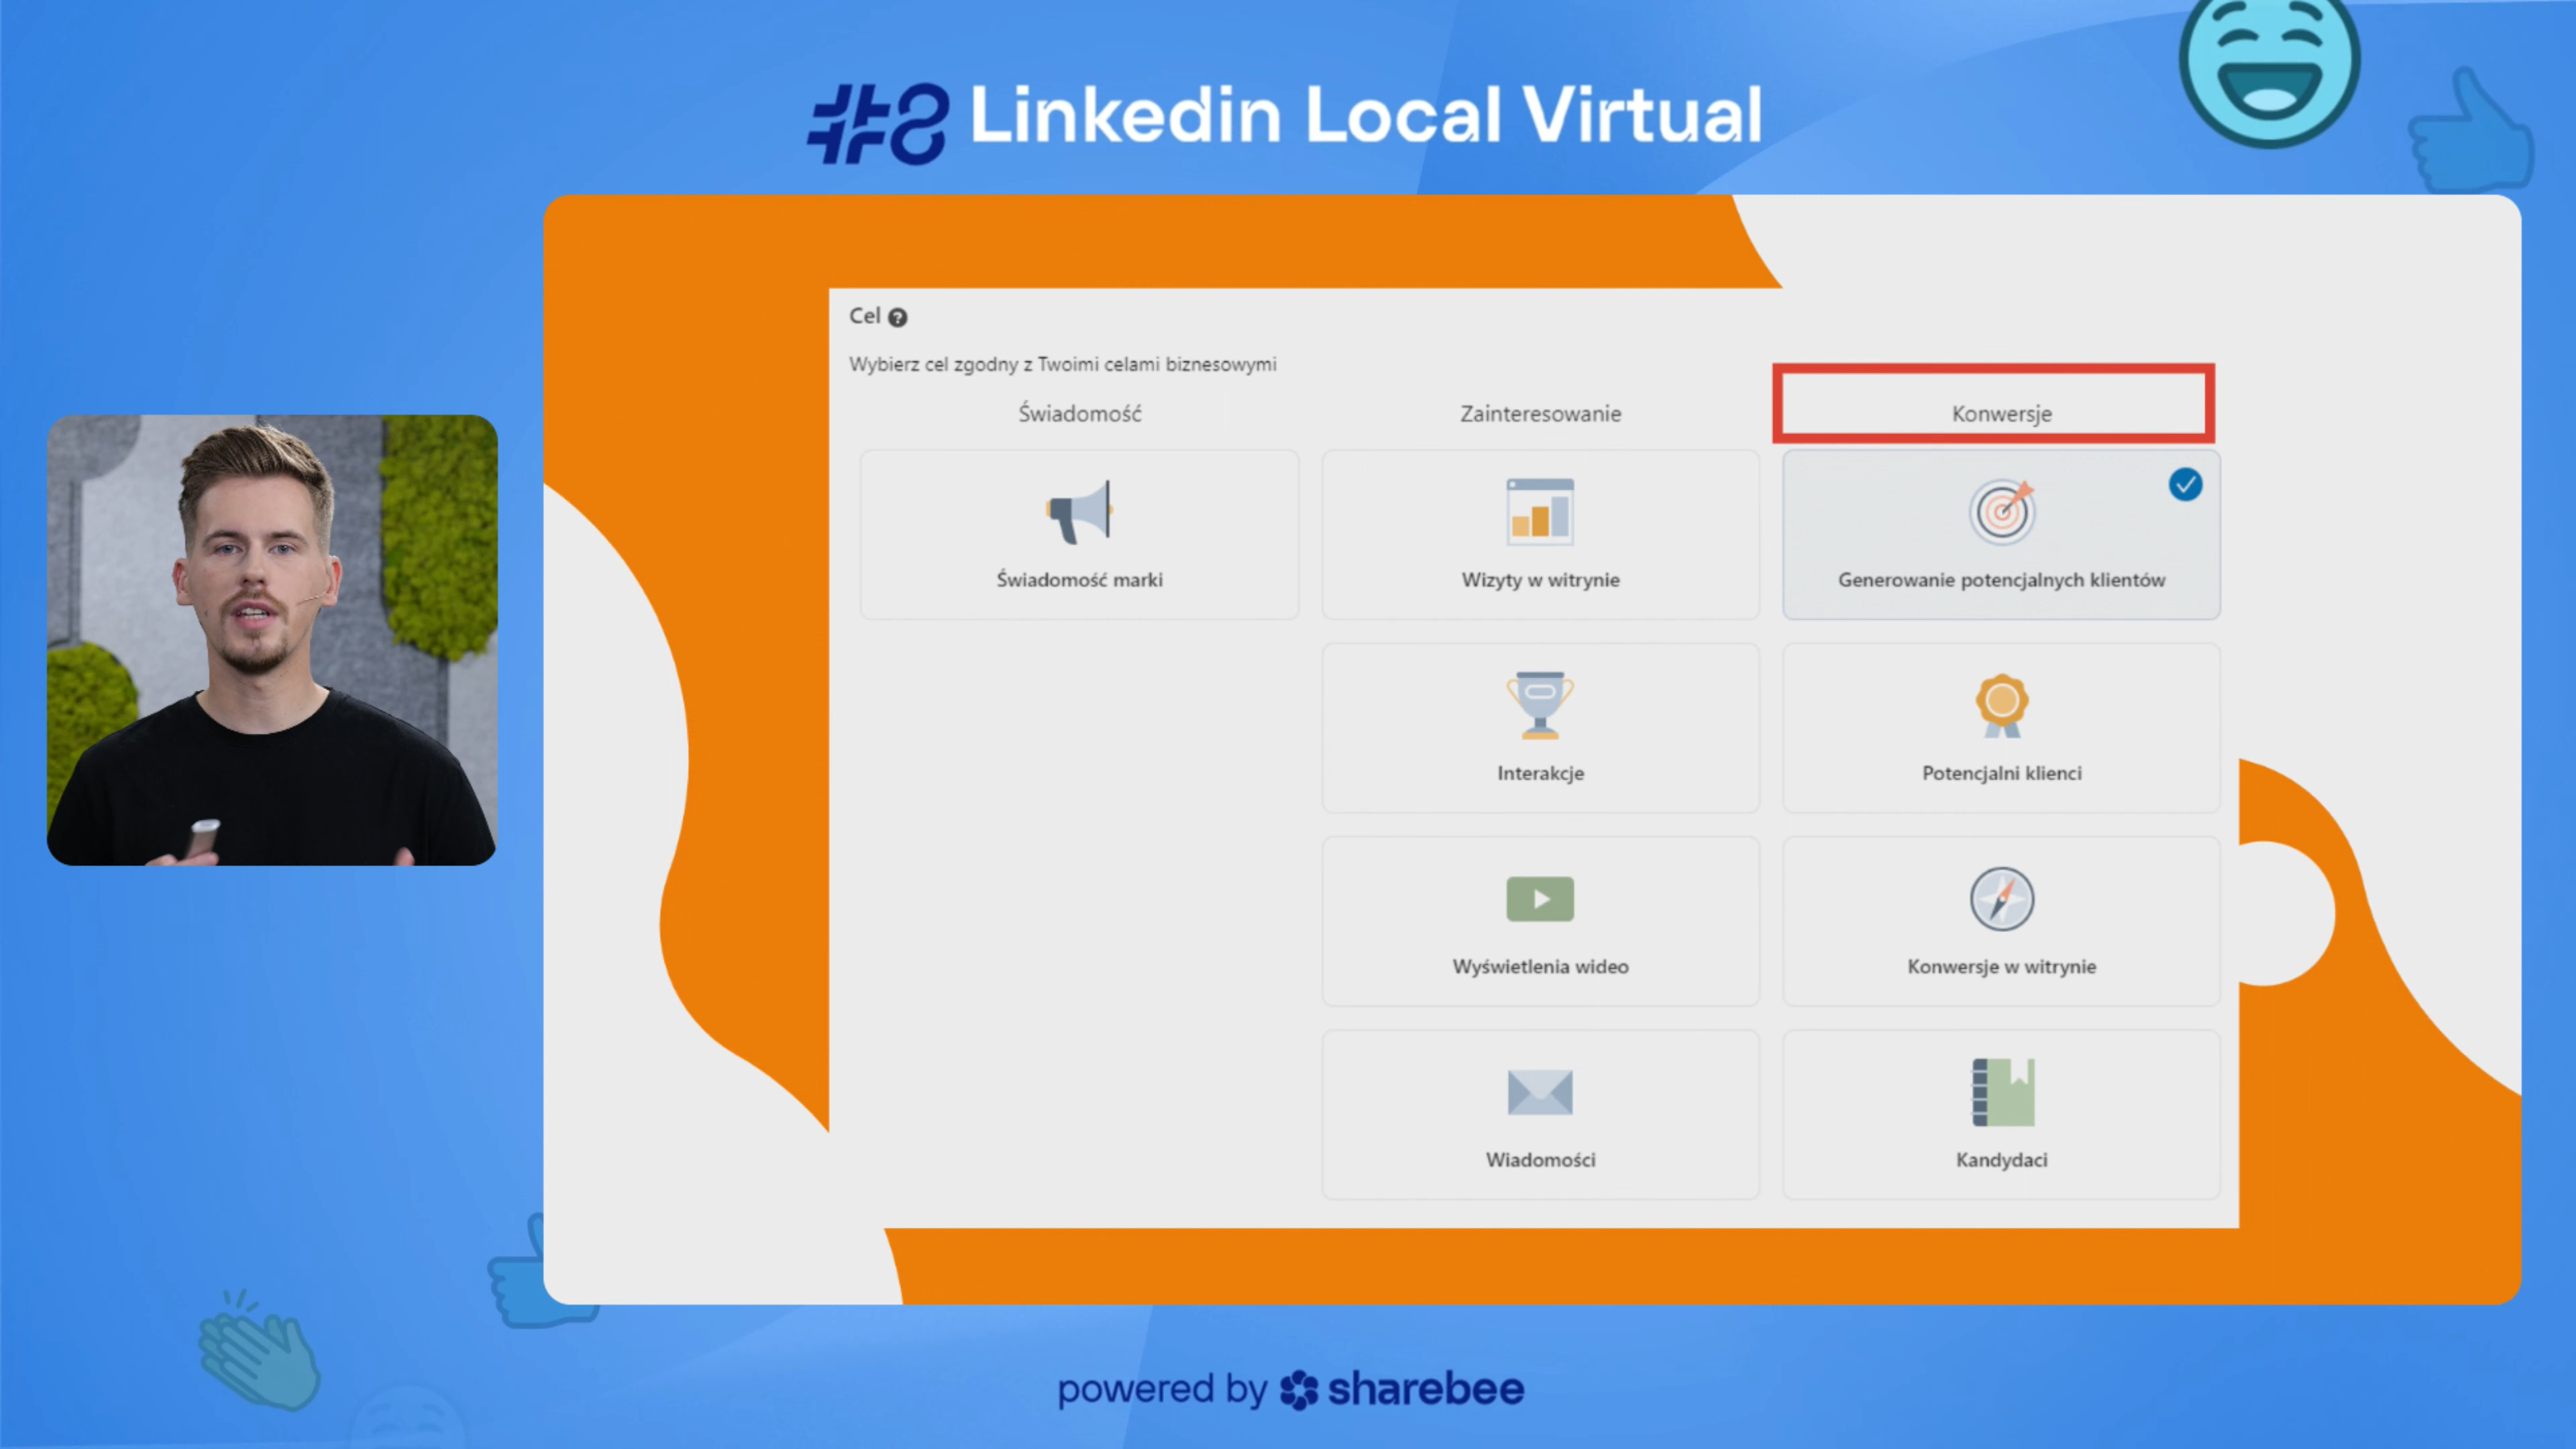 #8 Linkedin Local Virtual
Cel ?
Wybierz cel zgodny z Twoimi celami biznesowymi
Świadomość
Zainteresowanie
Konwersje
Świadomość marki
Wizyty w witrynie
Generowanie potencjalnych klientów
Interakcje
Potencjalni klienci
Wyświetlenia wideo
Konwersje w witrynie
Wiadomości
Kandydaci
powered by sharebee